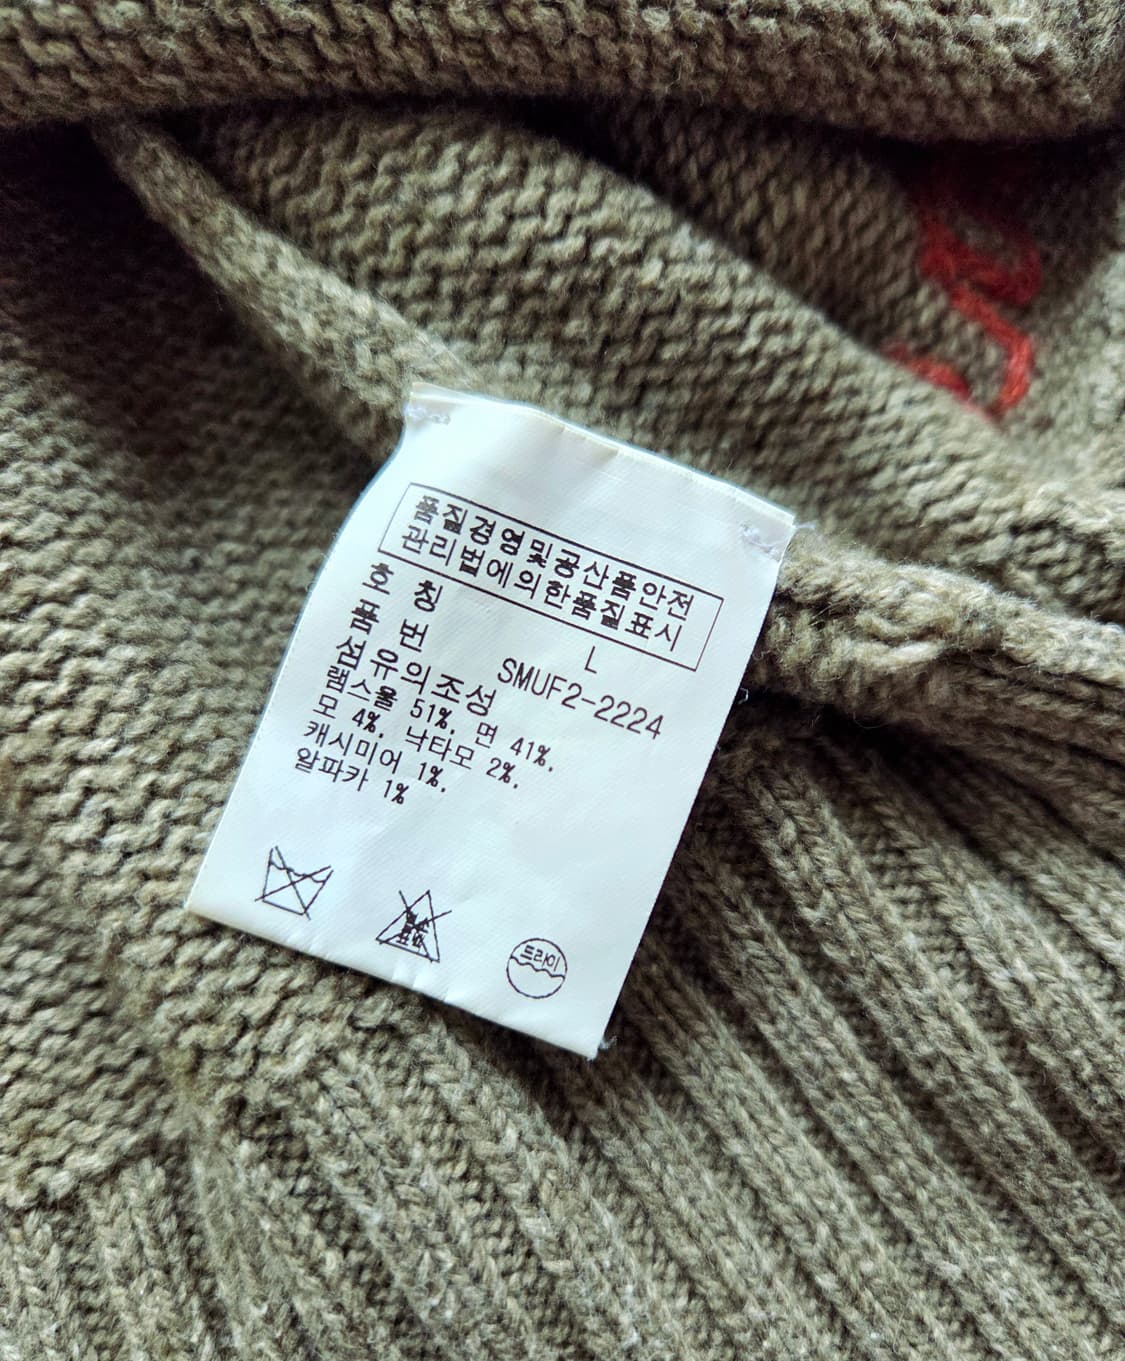 품질경영및공산품안전
관리법에의한품질표시
호 칭 L
품 번 SMUF2-2224
섬유의조성
램스울 51%. 면 41%.
모 4%. 낙타모 2%.
캐시미어 1%.
알파카 1%
드라이